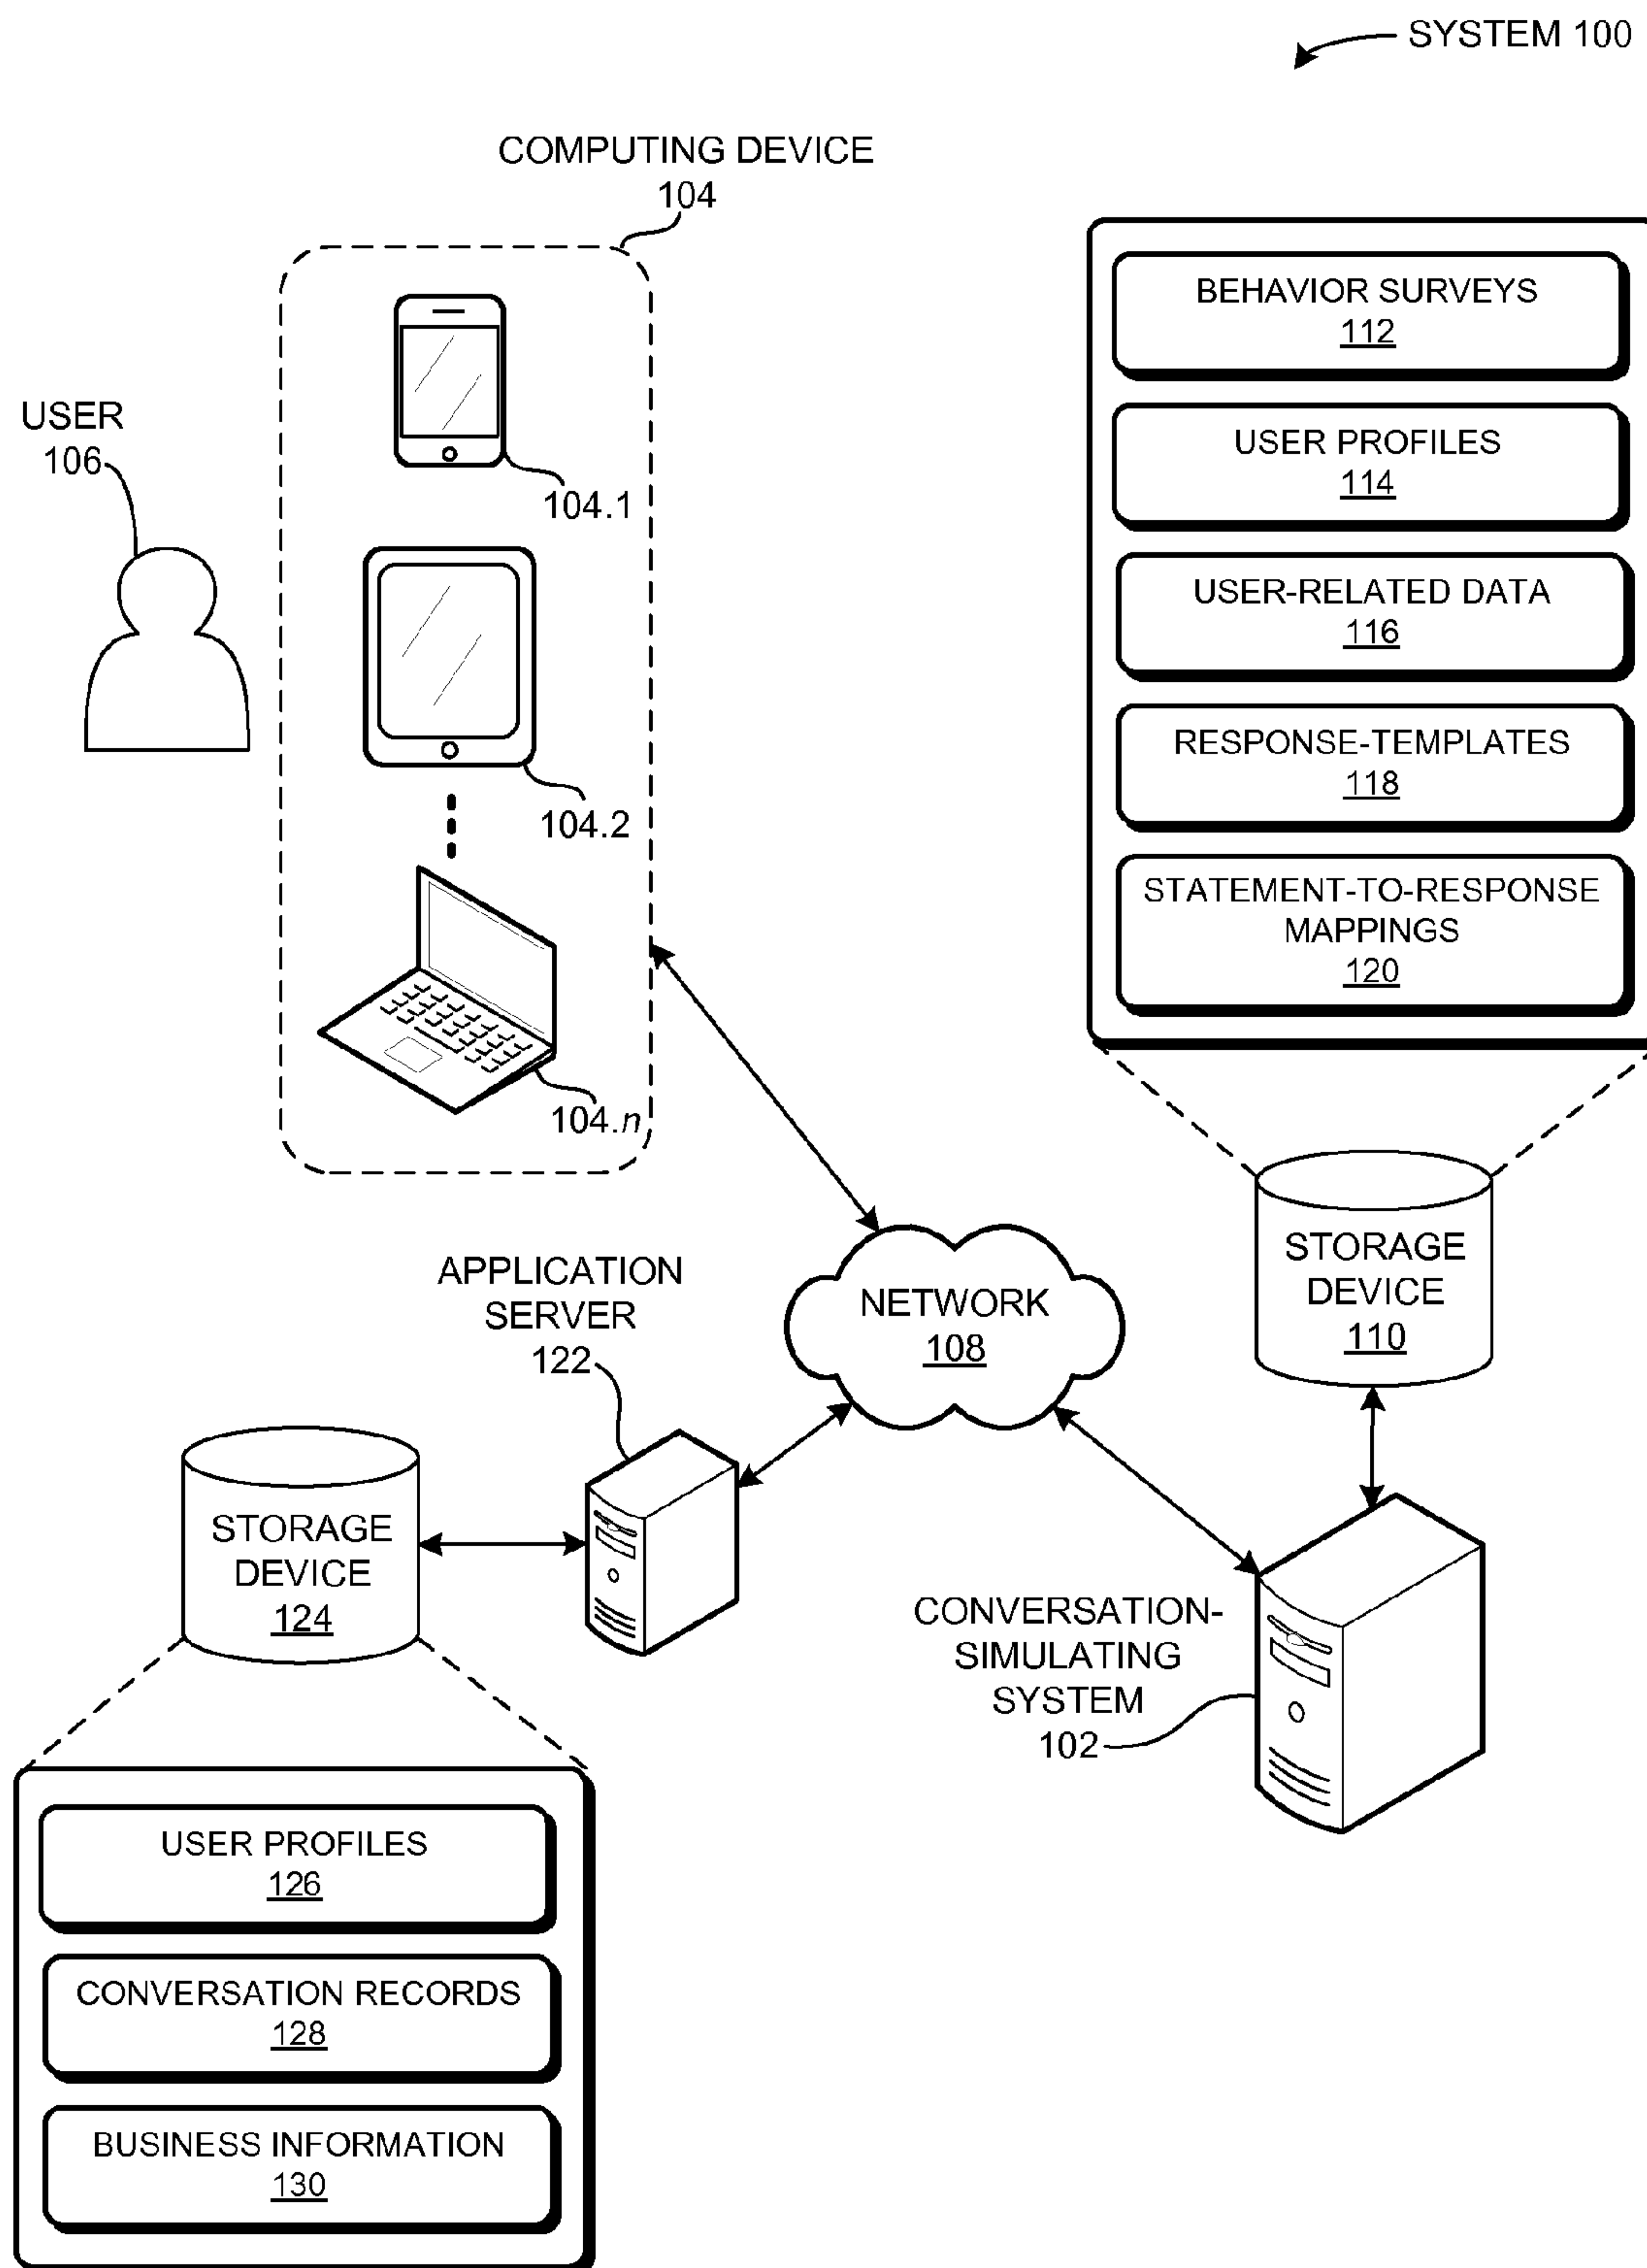 SYSTEM 100
COMPUTING DEVICE
104
USER
106
104.1
104.2
104.n
BEHAVIOR SURVEYS
112
USER PROFILES
114
USER-RELATED DATA
116
RESPONSE-TEMPLATES
118
STATEMENT-TO-RESPONSE
MAPPINGS
120
STORAGE
DEVICE
110
NETWORK
108
APPLICATION
SERVER
122
STORAGE
DEVICE
124
CONVERSATION-
SIMULATING
SYSTEM
102
USER PROFILES
126
CONVERSATION RECORDS
128
BUSINESS INFORMATION
130